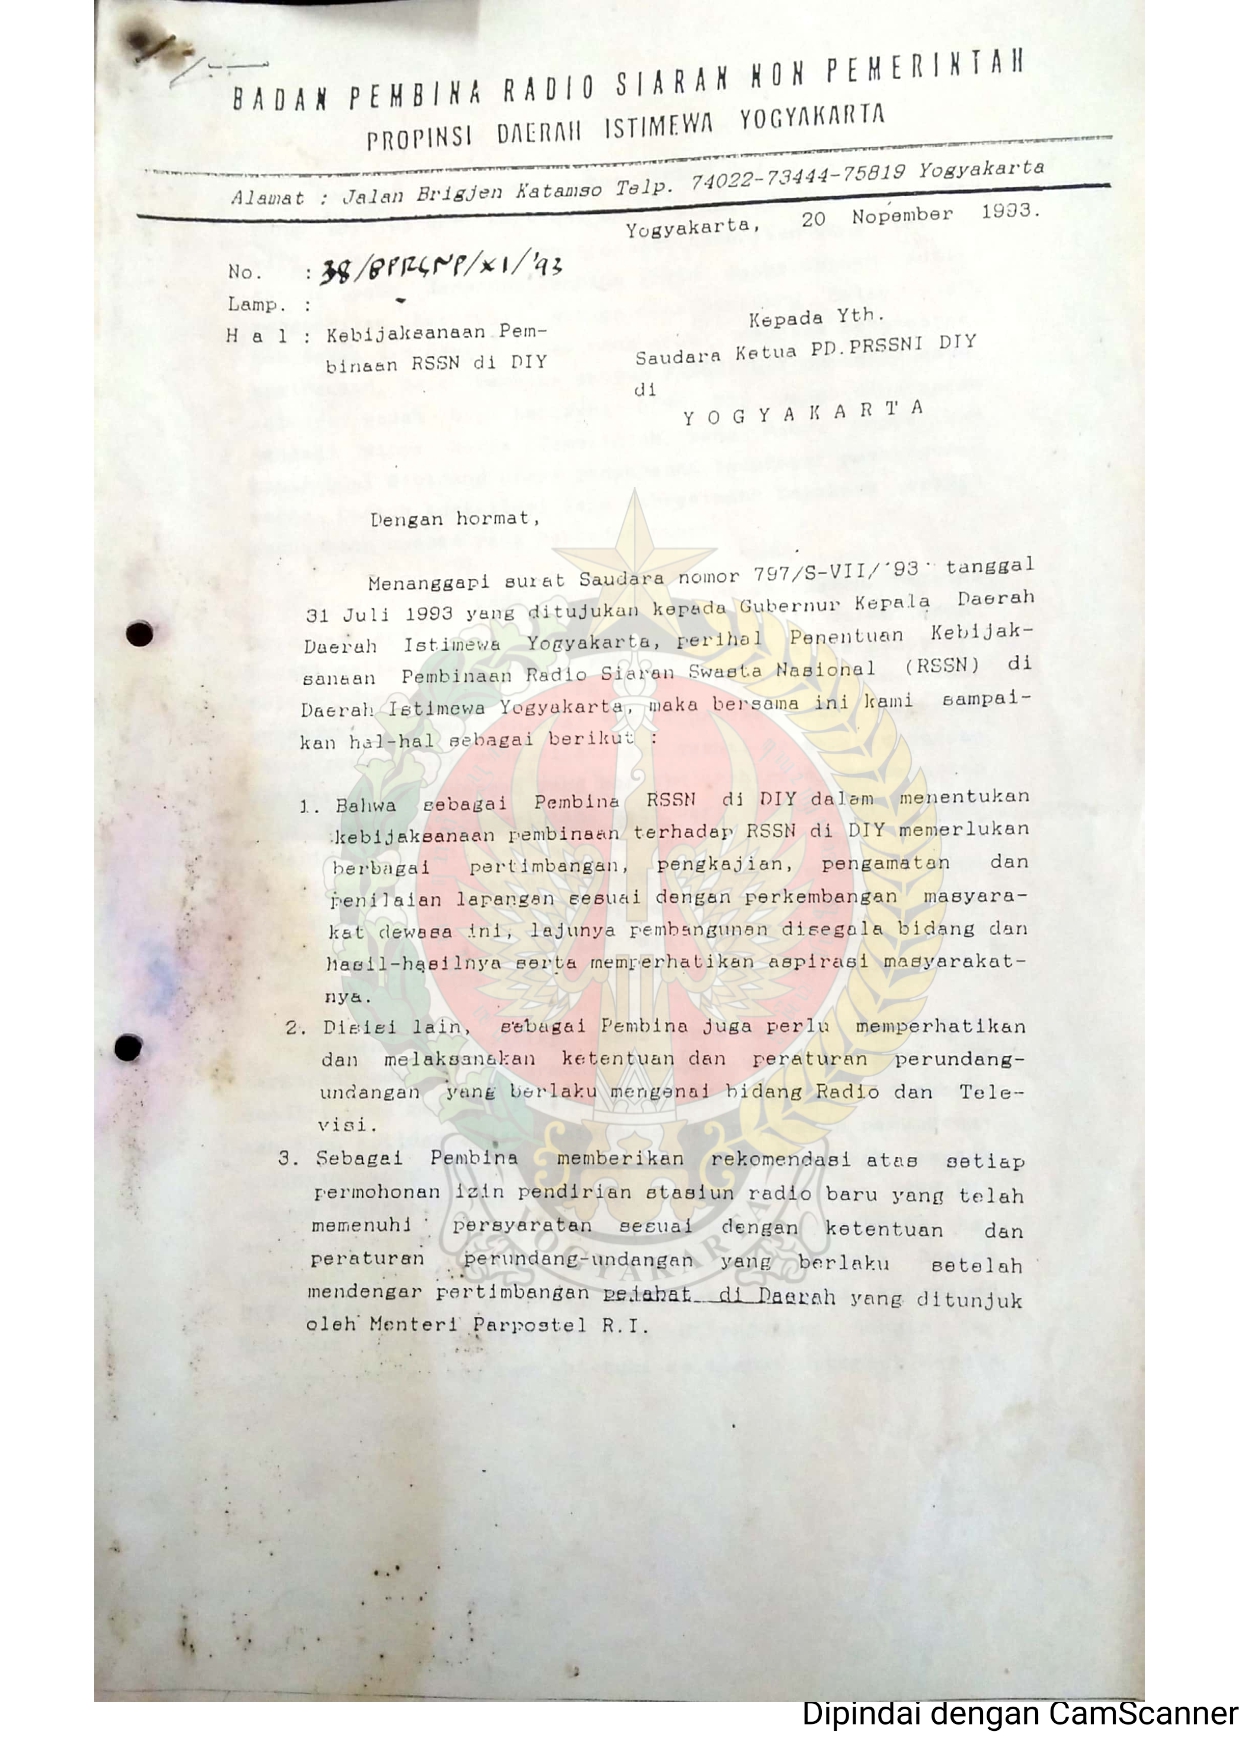 BADAN PEMBINA RADIO SIARAN NON PEMERINTAH
PROPINSI DAERAH ISTIMEWA YOGYAKARTA
Alamat : Jalan Brigjen Katamso Telp. 74022-73444-75819 Yogyakarta
Yogyakarta, 20 Nopember 1993.
No. : 38/BPRSNP/XI/'93
Lamp. : -
H a l : Kebijaksanaan Pem-
binaan RSSN di DIY
Kepada Yth.
Saudara Ketua PD.PRSSNI DIY
di
Y O G Y A K A R T A
Dengan hormat,
Menanggapi surat Saudara nomor 797/S-VII/'93' tanggal
31 Juli 1993 yang ditujukan kepada Gubernur Kepala Daerah
Daerah Istimewa Yogyakarta, perihal Penentuan Kebijak-
sanaan Pembinaan Radio Siaran Swasta Nasional (RSSN) di
Daerah Istimewa Yogyakarta, maka bersama ini kami sampai-
kan hal-hal sebagai berikut :
1. Bahwa sebagai Pembina RSSN di DIY dalam menentukan
kebijaksanaan pembinaan terhadap RSSN di DIY memerlukan
berbagai pertimbangan, pengkajian, pengamatan dan
penilaian lapangan sesuai dengan perkembangan masyara-
kat dewasa ini, lajunya pembangunan disegala bidang dan
hasil-hasilnya serta memperhatikan aspirasi masyarakat-
nya.
2. Disisi lain, sebagai Pembina juga perlu memperhatikan
dan melaksanakan ketentuan dan peraturan perundang-
undangan yang berlaku mengenai bidang Radio dan Tele-
visi.
3. Sebagai Pembina memberikan rekomendasi atas setiap
permohonan izin pendirian stasiun radio baru yang telah
memenuhi persyaratan sesuai dengan ketentuan dan
peraturan perundang-undangan yang berlaku setelah
mendengar pertimbangan pejabat di Daerah yang ditunjuk
oleh Menteri Parpostel R.I.
YOGYAKARTA
Dipindai dengan CamScanner